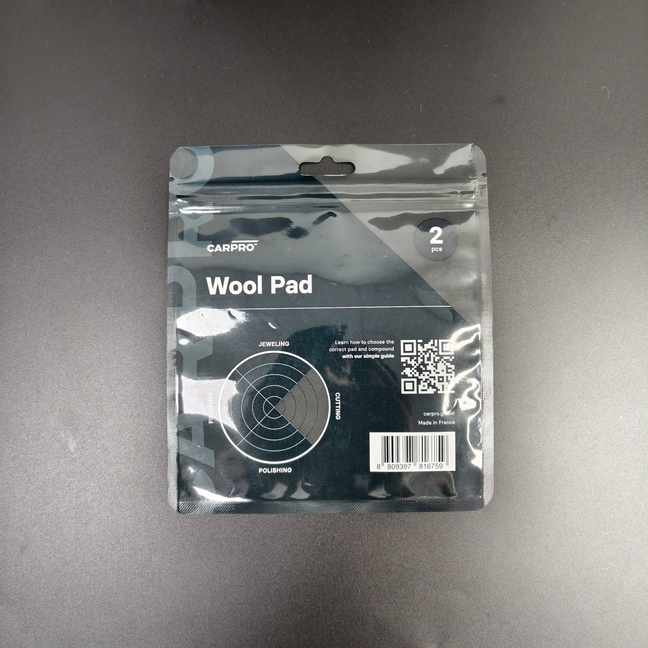 CARPRO
2
pcs
Wool Pad
JEWELING
Learn how to choose the
correct pad and compound
with our simple guide
CUTTING
carpro.global
Made in France
POLISHING
8 809397 816759